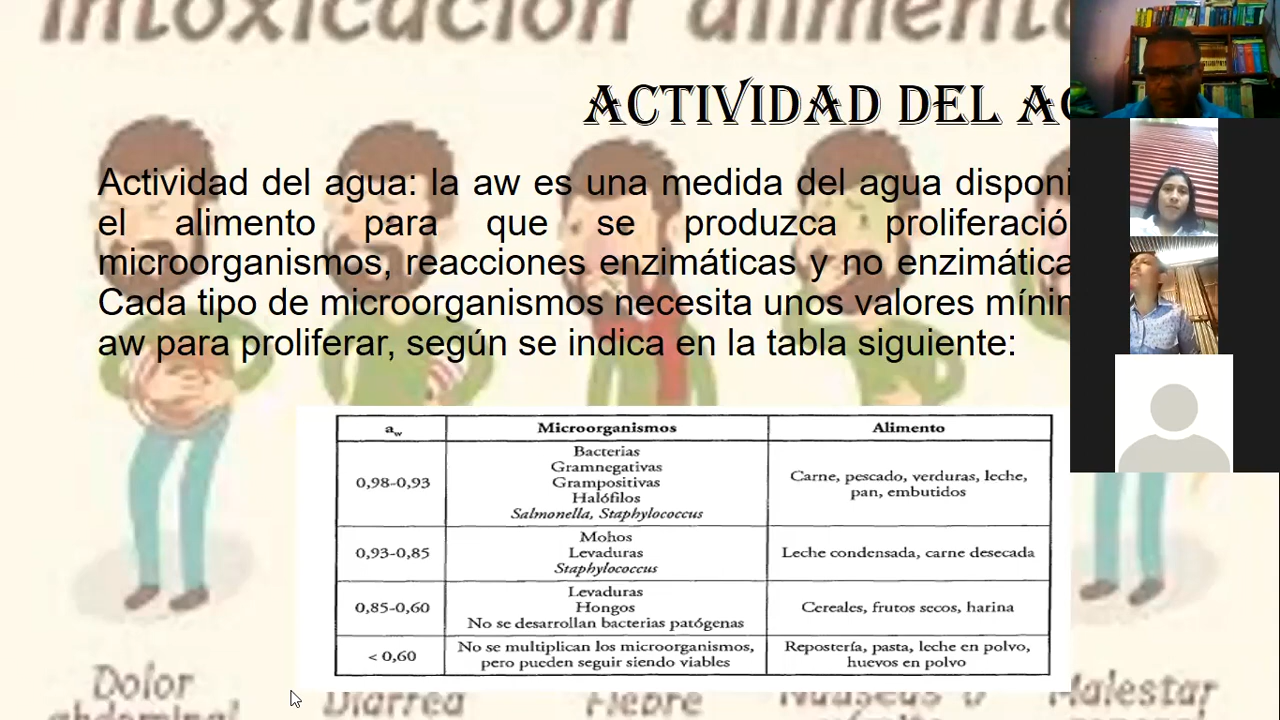 Intoxicación
ACTIVIDAD DEL
Actividad del agua: la aw es una medida del agua
el alimento para que se produzca
microorganismos, reacciones enzimáticas y no
Cada tipo de microorganismos necesita unos valores
aw para proliferar, según se indica en la tabla siguiente:
aw Microorganismos Alimento
0,98-0,93
Bacterias
Gramnegativas
Grampositivas
Halófilos
Salmonella, Staphylococcus
Carne, pescado, verduras, leche,
pan, embutidos
0,93-0,85
Mohos
Levaduras
Staphylococcus
Leche condensada, carne desecada
0,85-0,60
Levaduras
Hongos
No se desarrollan bacterias patógenas
Cereales, frutos secos, harina
< 0,60
No se multiplican los microorganismos,
pero pueden seguir siendo viables
Repostería, pasta, leche en polvo,
huevos en polvo
Dolor
abdominal
Diarrea
Fiebre
Malestar